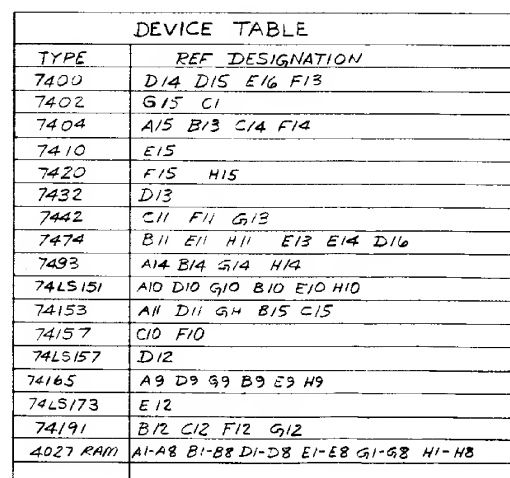 DEVICE TABLE
TYPE REF DESIGNATION
7400 D14 D15 E16 F13
7402 G15 C1
7404 A15 B13 C14 F14
7410 E15
7420 F15 H15
7432 D13
7442 C11 F11 G13
7474 B11 E11 H11 E13 E14 D16
7493 A14 B14 G14 H14
74LS151 A10 D10 G10 B10 E10 H10
74153 A11 D11 G11 B15 C15
74157 C10 F10
74LS157 D12
74165 A9 D9 G9 B9 E9 H9
74LS173 E12
74191 B12 C12 F12 G12
4027 RAM A1-A8 B1-B8 D1-D8 E1-E8 G1-G8 H1-H8